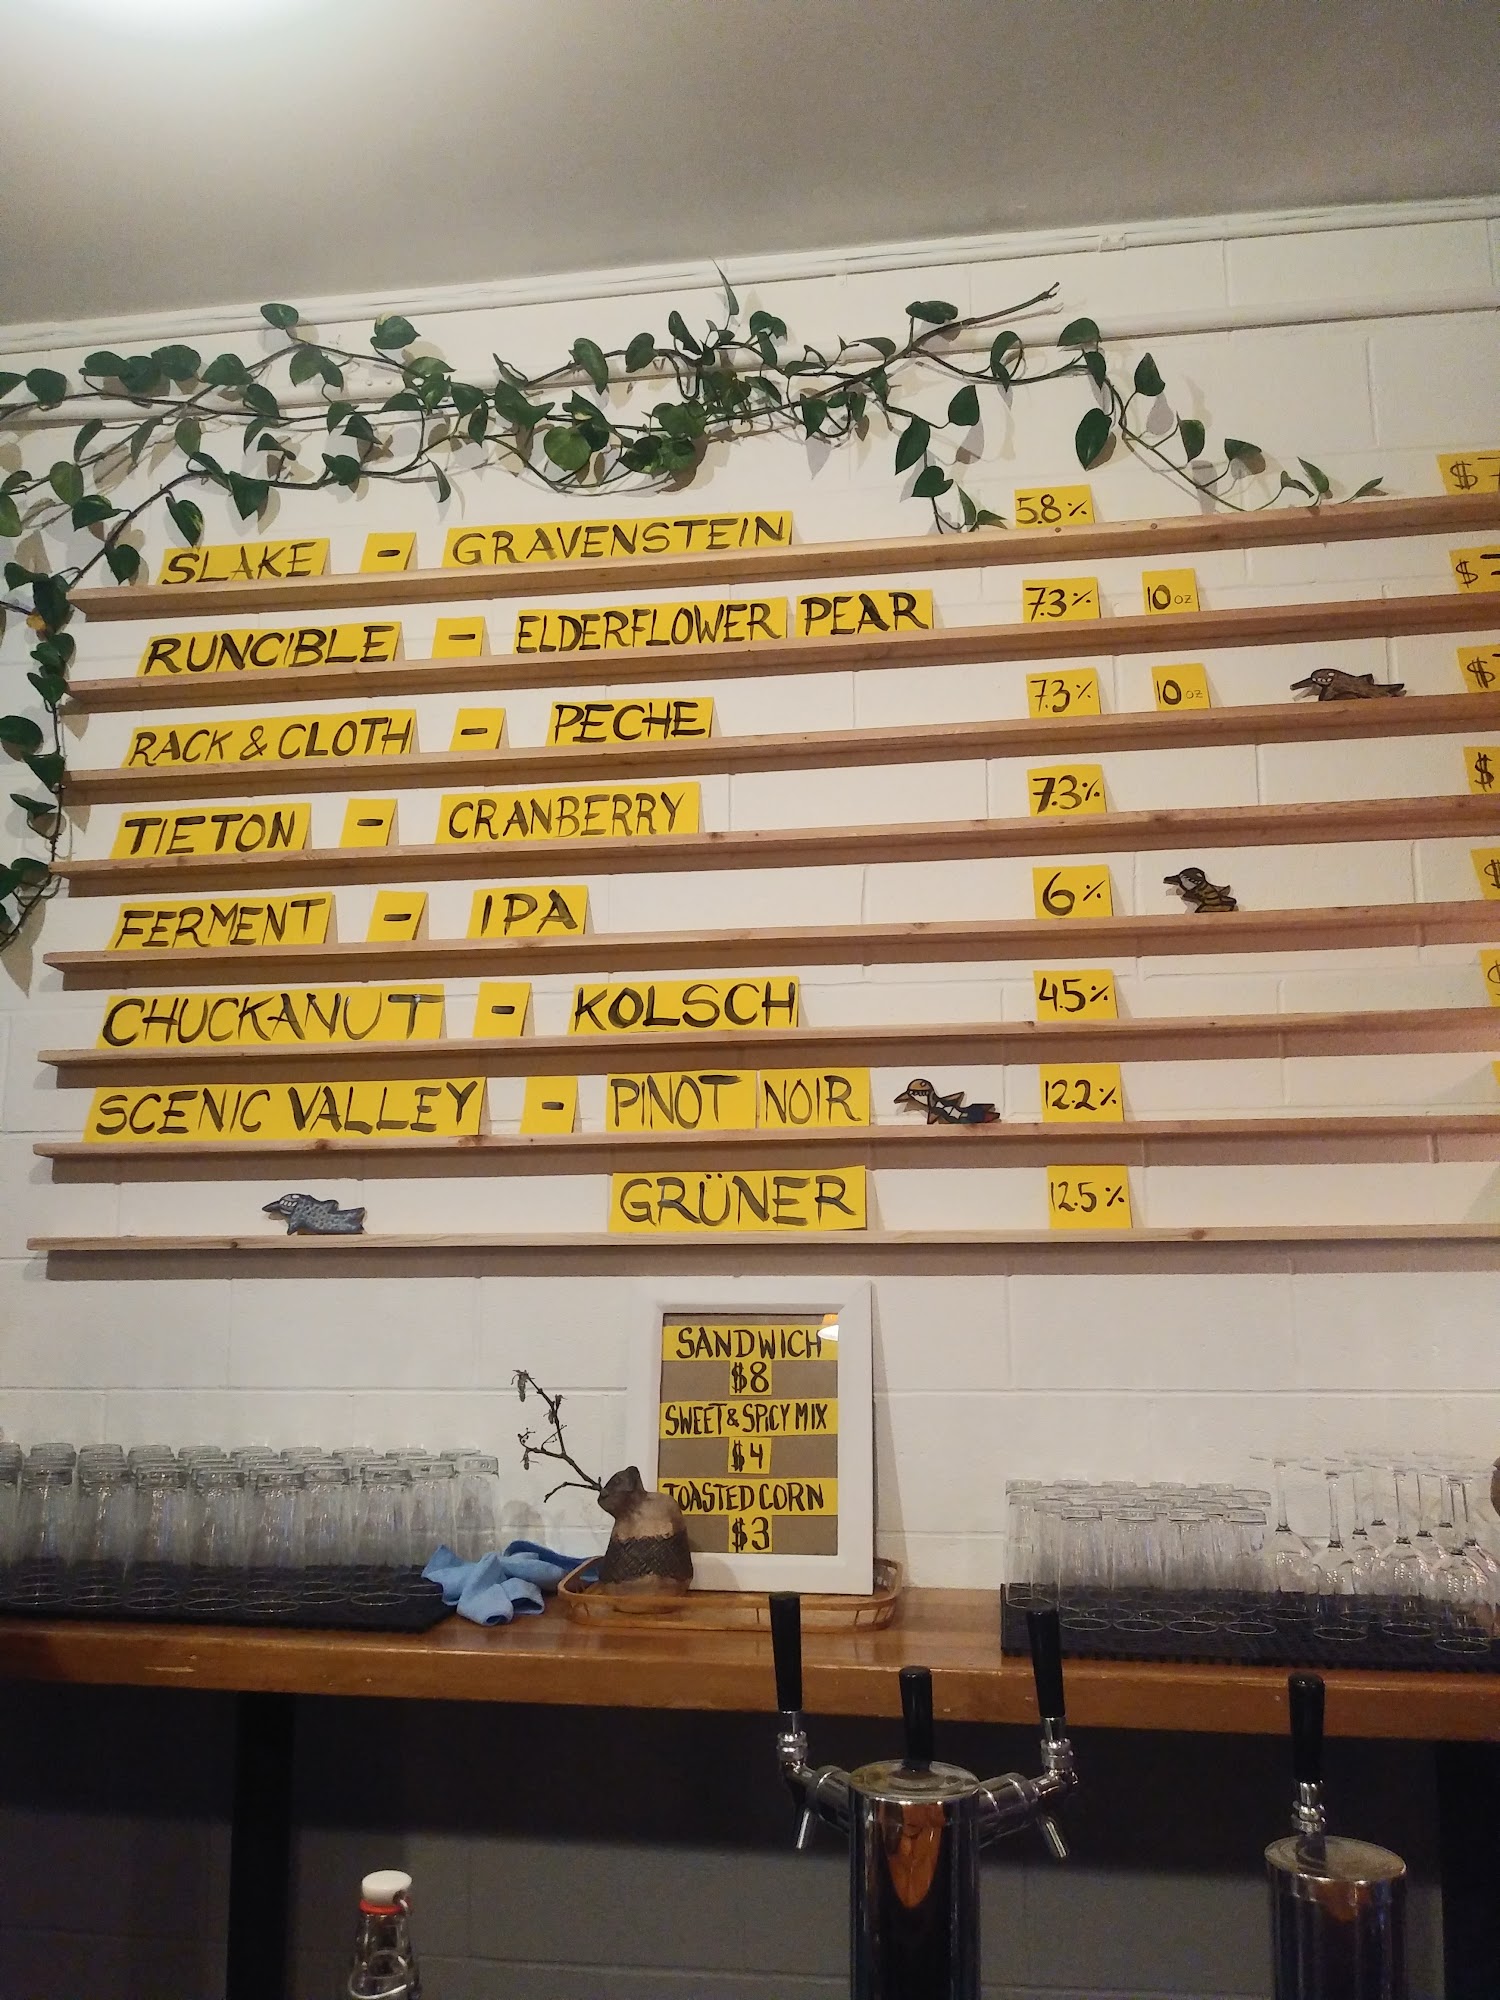 SLAKE - GRAVENSTEIN 5.8% $7
RUNCIBLE - ELDERFLOWER PEAR 7.3% 10oz $
RACK & CLOTH - PECHE 7.3% 10oz $
TIETON - CRANBERRY 7.3% $
FERMENT - IPA 6% $
CHUCKANUT - KOLSCH 4.5%
SCENIC VALLEY - PINOT NOIR 12.2%
GRÜNER 12.5%
SANDWICH
$8
SWEET & SPICY MIX
$4
TOASTED CORN
$3